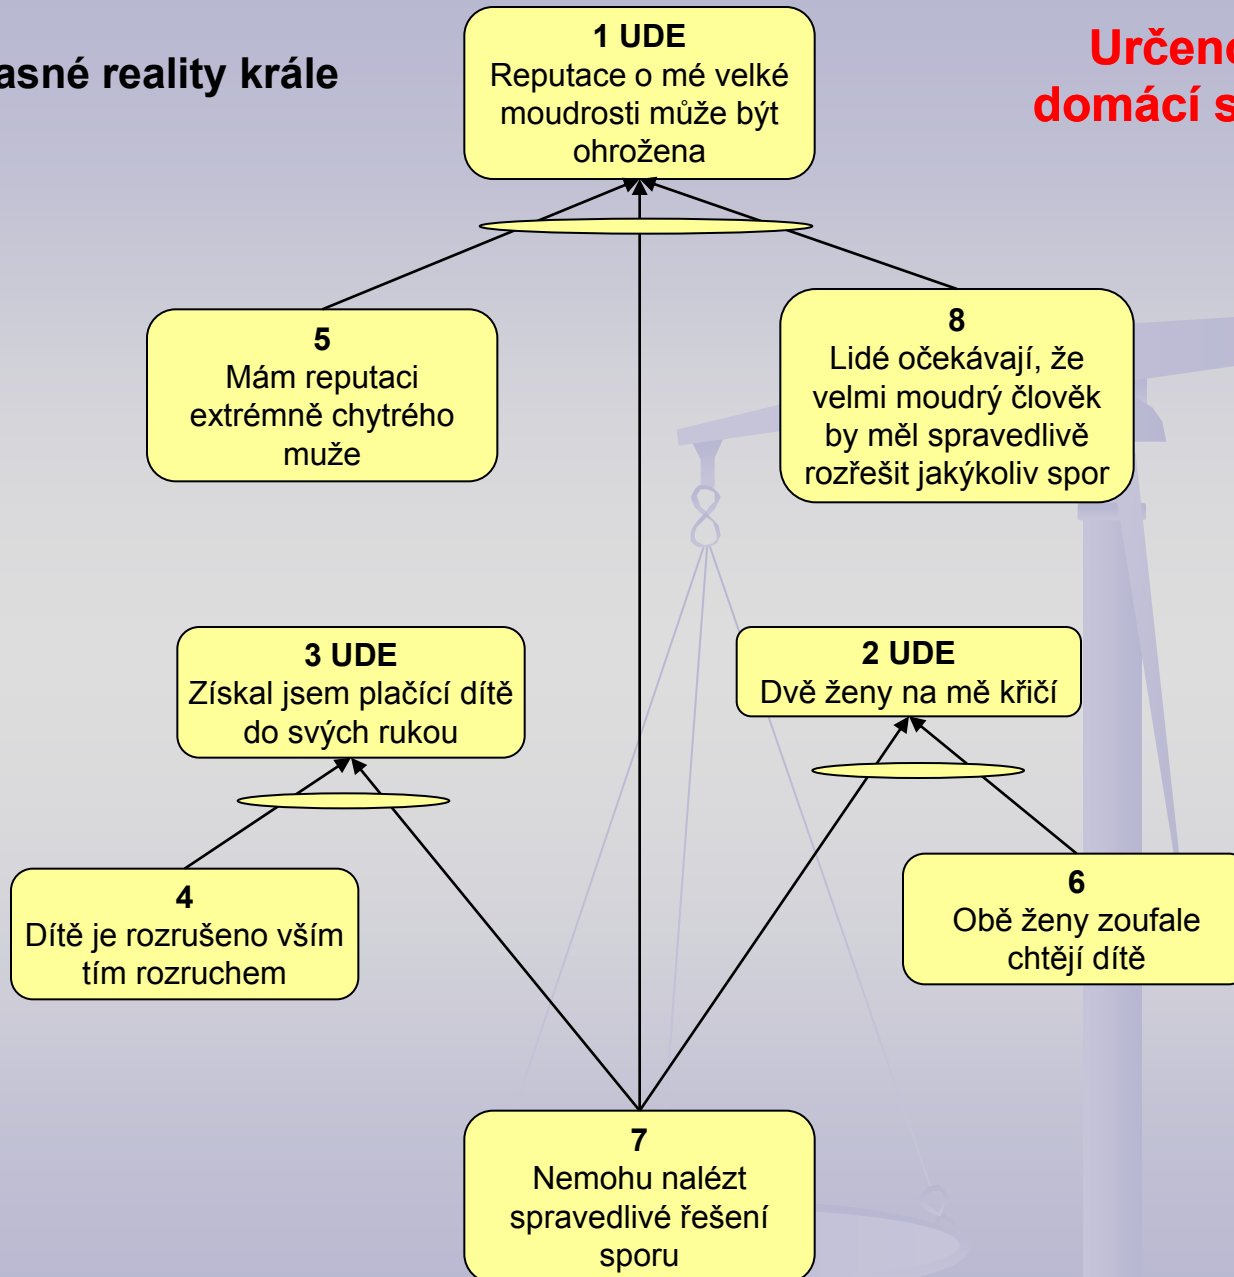 asné reality krále
Určeno
domácí s
1 UDE
Reputace o mé velké
moudrosti může být
ohrožena
5
Mám reputaci
extrémně chytrého
muže
8
Lidé očekávají, že
velmi moudrý člověk
by měl spravedlivě
rozřešit jakýkoliv spor
3 UDE
Získal jsem plačící dítě
do svých rukou
2 UDE
Dvě ženy na mě křičí
4
Dítě je rozrušeno vším
tím rozruchem
6
Obě ženy zoufale
chtějí dítě
7
Nemohu nalézt
spravedlivé řešení
sporu